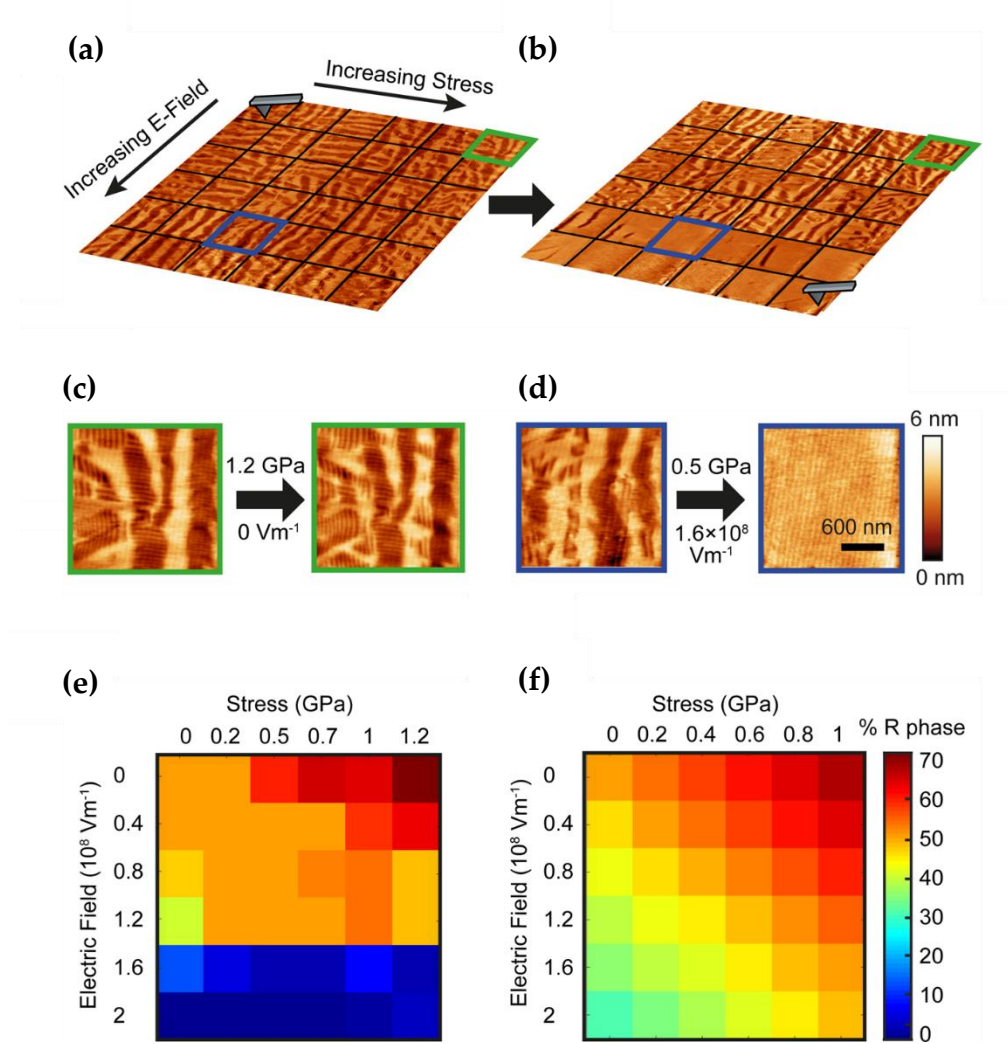 (a)
(b)
Increasing Stress
Increasing E-Field
(c)
(d)
1.2 GPa
0 Vm⁻¹
0.5 GPa
1.6×10⁸
Vm⁻¹
600 nm
6 nm
0 nm
(e)
(f)
Stress (GPa)
0 0.2 0.5 0.7 1 1.2
Electric Field (10⁸ Vm⁻¹)
0
0.4
0.8
1.2
1.6
2
Stress (GPa)
0 0.2 0.4 0.6 0.8 1
Electric Field (10⁸ Vm⁻¹)
0
0.4
0.8
1.2
1.6
2
% R phase
70
60
50
40
30
20
10
0